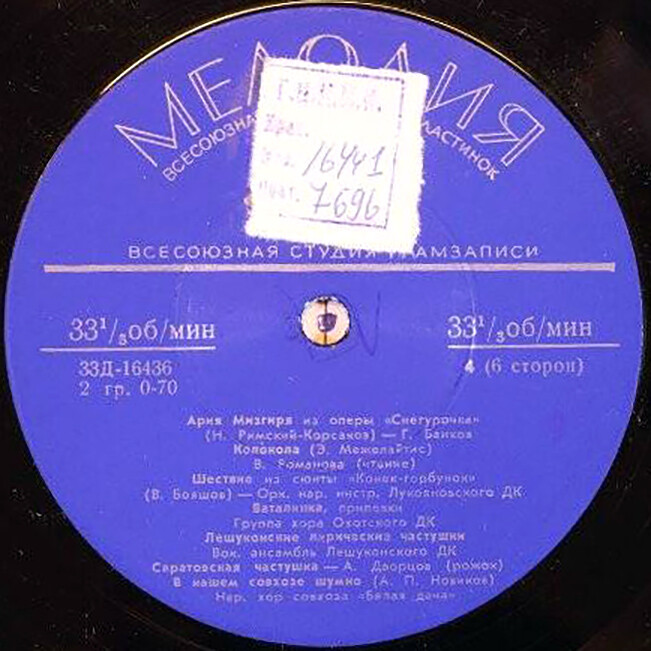 МЕЛОДИЯ
ВСЕСОЮЗНА ЛАСТИНОК
16441
7696
ВСЕСОЮЗНАЯ СТУДИЯ ГРАМЗАПИСИ
33¹/₃об/мин 33¹/₃об/мин
33Д-16436 4 (6 сторон)
2 гр. 0-70
Ария Мизгиря из оперы «Снегурочка»
(Н. Римский-Корсаков) — Г. Банков
Колокола (Э. Межелайтис)
В. Романова (чтение)
Шествие из сюиты «Конек-горбунок»
(В. Бояшов) — Орк. нар. инстр. Лукояновского ДК
припевки
Группа хора Охотского ДК
Лешуконские лирические частушки
Вок. ансамбль Лешуконского ДК
Саратовская частушка — А. Дворцов (рожок)
В нашем совхозе шумно (А. П. Новиков)
Нар. хор совхоза «Белая дача»